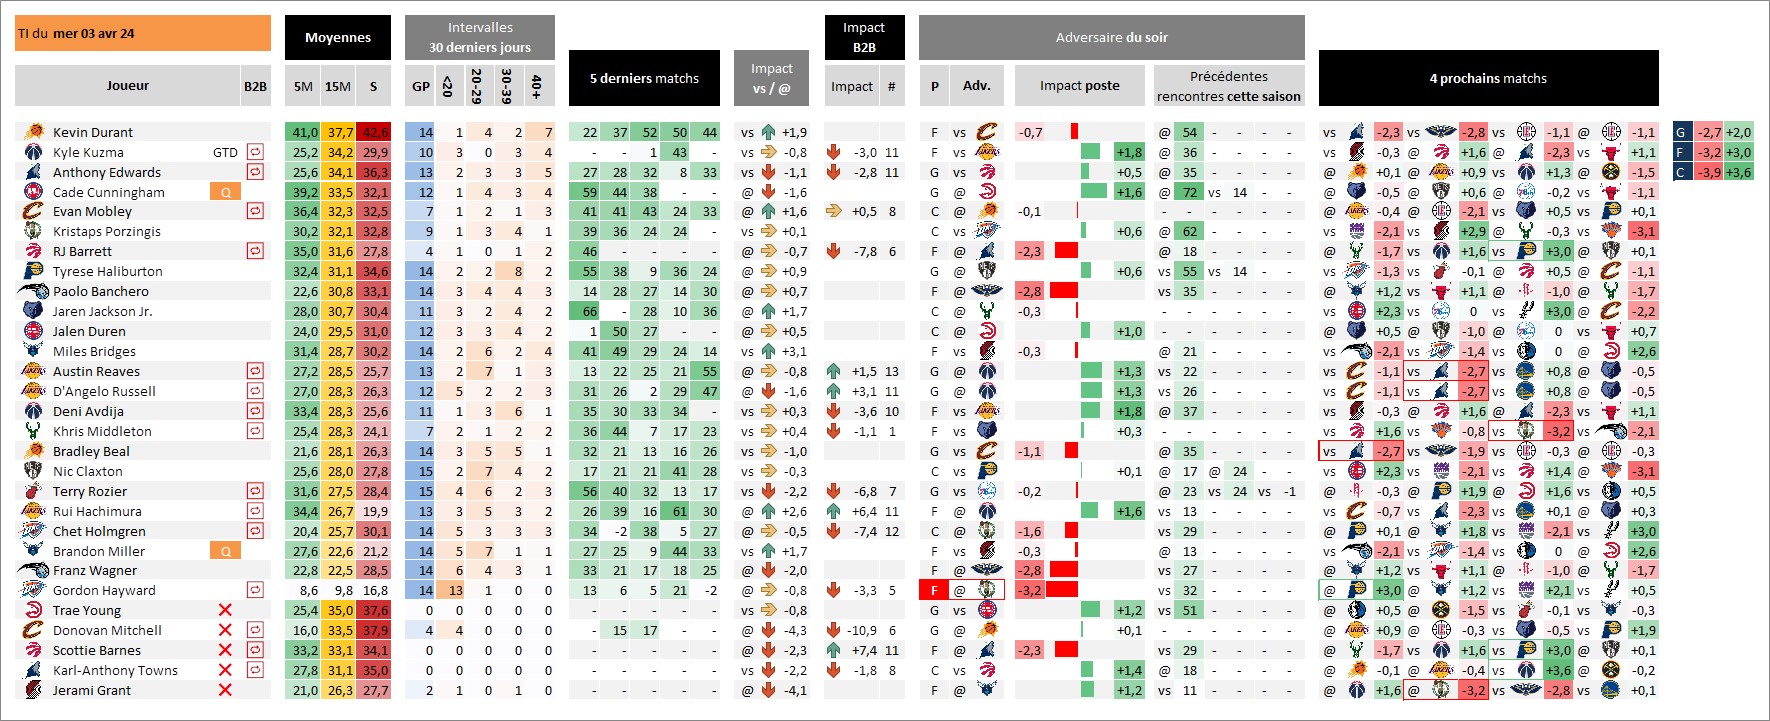 TI du mer 03 avr 24
Moyennes
Intervalles
30 derniers jours
5 derniers matchs
Impact
vs / @
Impact
B2B
Adversaire du soir
4 prochains matchs
Joueur B2B 5M 15M S GP <20 20-29 30-39 40+ Impact # P Adv. Impact poste Précédentes
rencontres cette saison
Kevin Durant 41,0 37,7 42,6 14 1 4 2 7 22 37 52 50 44 vs +1,9 F vs -0,7 @ 54 - - - - vs -2,3 vs -2,8 vs -1,1 @ -1,1 G -2,7 +2,0
Kyle Kuzma GTD 25,2 34,2 29,9 10 3 0 3 4 - - 1 43 - vs -0,8 -3,0 11 F vs +1,8 @ 36 - - - - vs -0,3 @ +1,6 @ -2,3 vs +1,1 F -3,2 +3,0
Anthony Edwards 25,6 34,1 36,3 13 2 3 3 5 27 28 32 8 33 vs -1,1 -2,8 11 G vs +0,5 @ 35 - - - - @ +0,1 @ +0,9 vs +1,3 @ -1,5 C -3,9 +3,6
Cade Cunningham Q 39,2 33,5 32,1 12 1 4 3 4 59 44 38 - - @ -1,6 G @ +1,6 @ 72 vs 14 - - - @ -0,5 vs +0,6 @ -0,2 vs -1,1
Evan Mobley 36,4 32,3 32,5 7 1 2 1 3 41 41 43 24 33 @ +1,6 +0,5 8 C @ -0,1 - - - - - @ -0,4 @ -2,1 vs +0,5 vs +0,1
Kristaps Porzingis 30,2 32,1 32,8 9 1 3 1 4 39 36 24 24 - vs +0,1 C vs +0,6 @ 62 - - - - vs -2,1 vs +2,9 @ -0,3 vs -3,1
RJ Barrett 35,0 31,6 27,8 4 1 0 1 2 46 - - - - @ -0,7 -7,8 6 F @ -2,3 @ 18 - - - - @ -1,7 vs +1,6 vs +3,0 @ +0,1
Tyrese Haliburton 32,4 31,1 34,6 14 2 2 8 2 55 38 9 36 24 @ +0,9 G @ +0,6 vs 55 vs 14 - - - vs -1,3 vs -0,1 @ +0,5 @ -1,1
Paolo Banchero 22,6 30,8 33,1 14 3 4 4 3 14 28 27 14 30 @ +0,7 F @ -2,8 vs 35 - - - - @ +1,2 vs +1,1 @ -1,0 @ -1,7
Jaren Jackson Jr. 28,0 30,7 30,4 11 3 2 4 2 66 - 28 10 36 @ +1,7 C @ -0,3 - - - - - vs +2,3 vs 0 vs +3,0 @ -2,2
Jalen Duren 24,0 29,5 31,0 12 3 3 4 2 1 50 27 - - @ +0,5 C @ +1,0 - - - - - @ +0,5 @ -1,0 @ 0 vs +0,7
Miles Bridges 31,4 28,7 30,2 14 2 6 2 4 41 49 29 24 14 vs +3,1 F vs -0,3 @ 21 - - - - vs -2,1 vs -1,4 vs 0 @ +2,6
Austin Reaves 27,2 28,5 25,7 13 2 7 1 3 13 22 25 21 55 @ -0,8 +1,5 13 G @ +1,3 vs 22 - - - - vs -1,1 vs -2,7 vs +0,8 @ -0,5
D'Angelo Russell 27,0 28,3 26,3 12 5 2 2 3 31 26 2 29 47 @ -1,6 +3,1 11 G @ +1,3 vs 26 - - - - vs -1,1 vs -2,7 vs +0,8 @ -0,5
Deni Avdija 33,4 28,3 25,6 11 1 3 6 1 35 30 33 34 - vs +0,3 -3,6 10 F vs +1,8 @ 37 - - - - vs -0,3 @ +1,6 @ -2,3 vs +1,1
Khris Middleton 25,4 28,3 24,1 7 2 1 2 2 36 44 7 17 23 vs +0,4 -1,1 1 F vs +0,3 - - - - - vs +1,6 vs -0,8 vs -3,2 vs -2,1
Bradley Beal 21,6 28,1 26,3 14 3 5 5 1 32 21 13 16 26 vs -1,0 G vs -1,1 @ 35 - - - - vs -2,7 vs -1,9 vs -0,3 @ -0,3
Nic Claxton 25,6 28,0 27,8 15 2 7 4 2 17 21 21 41 28 vs -0,3 C vs +0,1 @ 17 @ 24 - - - vs +2,3 vs -2,1 vs +1,4 @ -3,1
Terry Rozier 31,6 27,5 28,4 15 4 6 2 3 56 40 32 13 17 vs -2,2 -6,8 7 G vs -0,2 @ 23 vs 24 vs -1 - - @ -0,3 @ +1,9 @ +1,6 vs +0,5
Rui Hachimura 34,4 26,7 19,9 13 3 5 3 2 26 39 16 61 30 @ +2,6 +6,4 11 F @ +1,6 vs 13 - - - - vs -0,7 vs -2,3 vs +0,8 @ +0,1
Chet Holmgren 20,4 25,7 30,1 12 5 2 3 2 34 -2 38 5 27 @ -0,5 -7,4 12 C @ -1,6 vs 29 - - - - @ +0,1 @ +1,8 vs -2,1 vs +3,0
Brandon Miller Q 27,6 22,6 21,2 14 5 7 1 1 27 25 9 44 33 vs +1,7 F vs -0,3 @ 13 - - - - vs -2,1 vs -1,4 vs 0 @ +2,6
Franz Wagner 22,8 22,5 28,5 14 6 4 3 1 33 21 17 18 25 @ -2,0 F @ -2,8 vs 27 - - - - @ +1,2 vs +1,1 @ -1,0 @ -1,7
Gordon Hayward 8,6 9,8 16,8 14 13 1 0 0 13 6 5 21 -2 @ -0,8 -3,3 5 F @ -3,2 vs 32 - - - - @ +3,0 @ +1,2 vs +2,1 vs +0,5
Trae Young 25,4 35,0 37,6 0 0 0 0 0 - - - - - vs -0,8 G vs +1,2 vs 51 - - - - @ +0,5 @ -1,5 vs -0,1 vs -0,3
Donovan Mitchell 16,0 33,5 37,9 4 4 0 0 0 - 15 17 - - @ -4,3 -10,9 6 G @ +0,1 - - - - - @ +0,9 @ -0,3 vs -0,5 vs +1,9
Scottie Barnes 33,2 33,1 34,1 0 0 0 0 0 - - - - - vs -2,3 +7,4 11 F @ -2,3 vs 29 - - - - @ -1,7 vs +1,6 vs +3,0 @ +0,1
Karl-Anthony Towns 27,8 31,1 35,0 0 0 0 0 0 - - - - - vs -2,2 -1,8 8 C vs +1,4 @ 18 - - - - @ -0,1 @ -0,4 vs +3,6 @ -0,2
Jerami Grant 21,0 26,3 27,7 2 1 0 1 0 - - - - - @ -4,1 F @ +1,2 vs 11 - - - - @ +1,6 @ -3,2 vs -2,8 vs +0,1